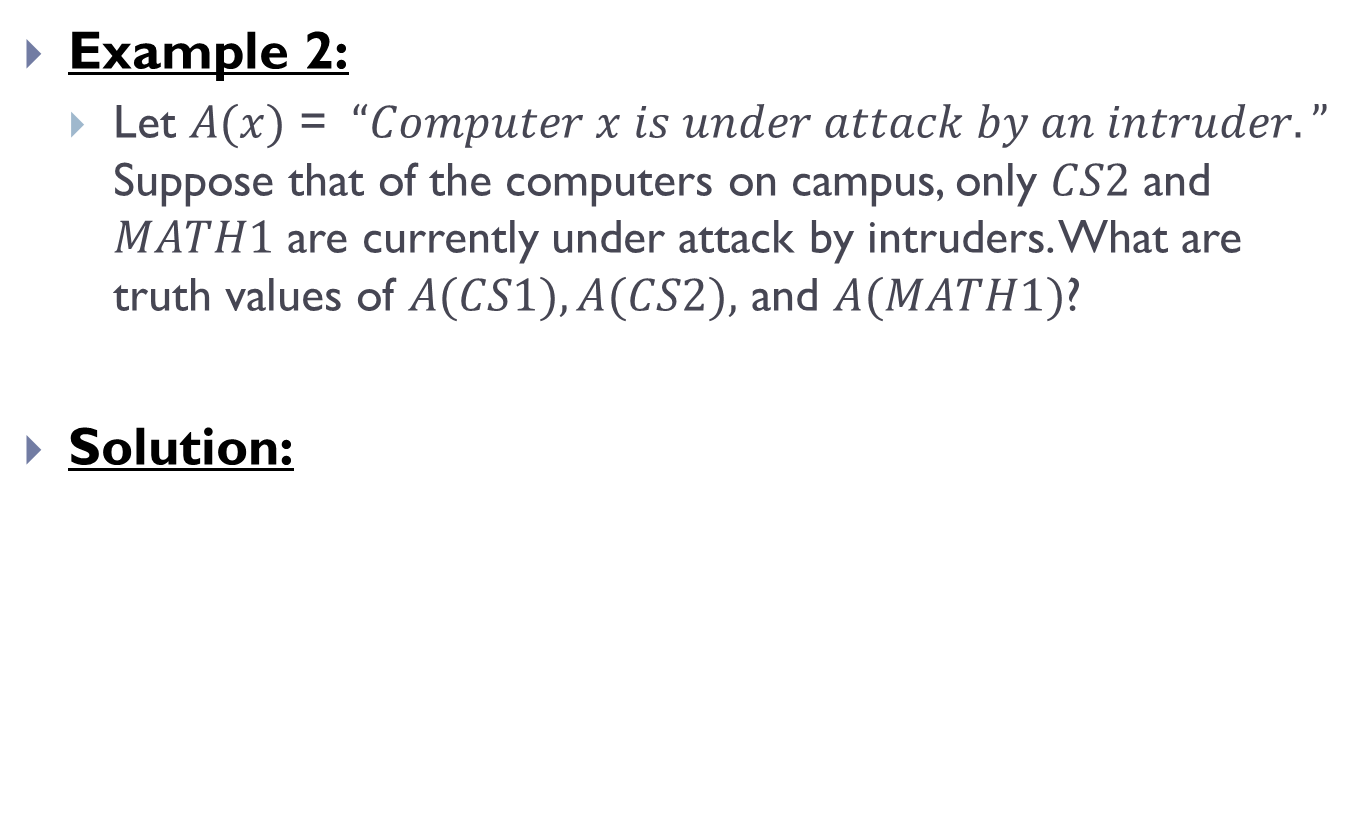 Example 2:
Let A(x) = “Computer x is under attack by an intruder.”
Suppose that of the computers on campus, only CS2 and
MATH1 are currently under attack by intruders. What are
truth values of A(CS1), A(CS2), and A(MATH1)?
Solution: